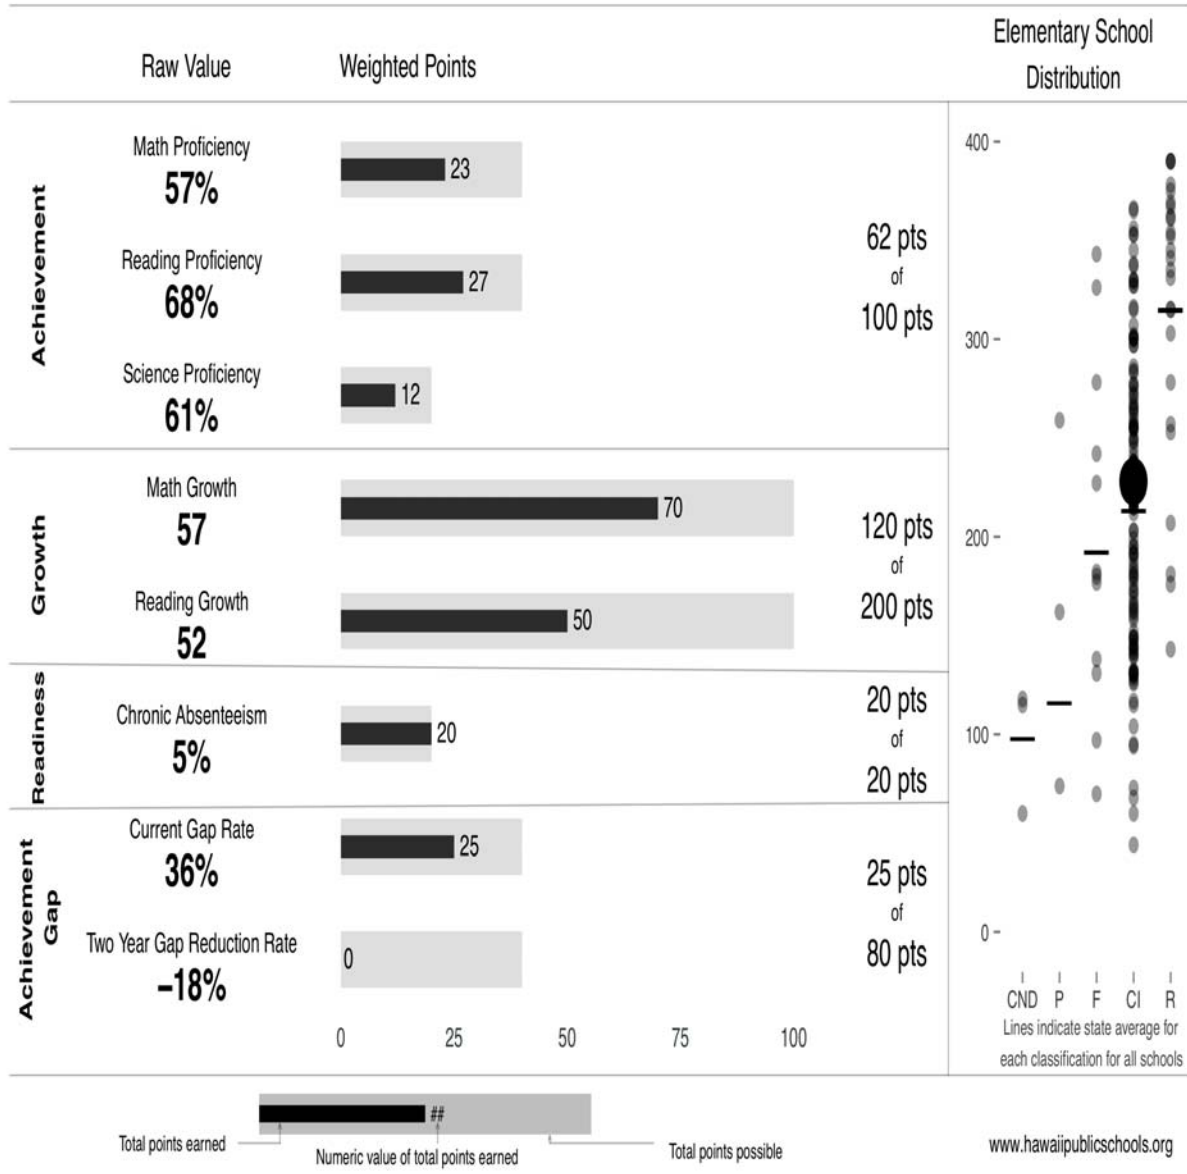 Raw Value
Weighted Points
Elementary School
Distribution
Achievement
Math Proficiency
57%
23
Reading Proficiency
68%
27
Science Proficiency
61%
12
62 pts
of
100 pts
Growth
Math Growth
57
70
Reading Growth
52
50
120 pts
of
200 pts
Readiness
Chronic Absenteeism
5%
20
20 pts
of
20 pts
Achievement
Gap
Current Gap Rate
36%
25
Two Year Gap Reduction Rate
–18%
0
25 pts
of
80 pts
0 25 50 75 100
400
300
200
100
0
CND P F CI R
Lines indicate state average for
each classification for all schools
##
Total points earned
Numeric value of total points earned
Total points possible
www.hawaiipublicschools.org